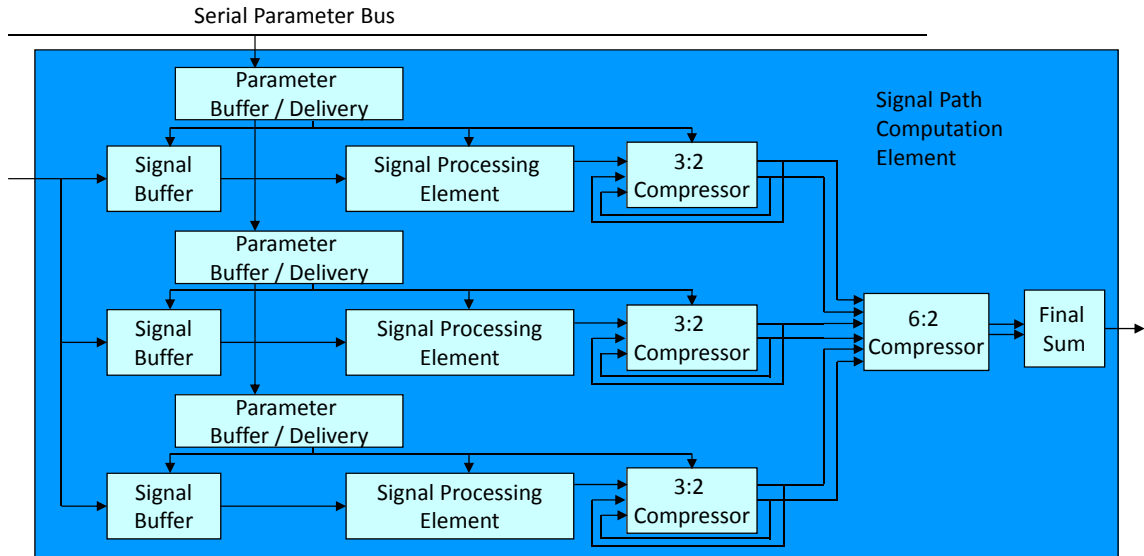 Serial Parameter Bus
Parameter
Buffer / Delivery
Signal Path
Computation
Element
Signal
Buffer
Signal Processing
Element
3:2
Compressor
Parameter
Buffer / Delivery
Signal
Buffer
Signal Processing
Element
3:2
Compressor
6:2
Compressor
Final
Sum
Parameter
Buffer / Delivery
Signal
Buffer
Signal Processing
Element
3:2
Compressor